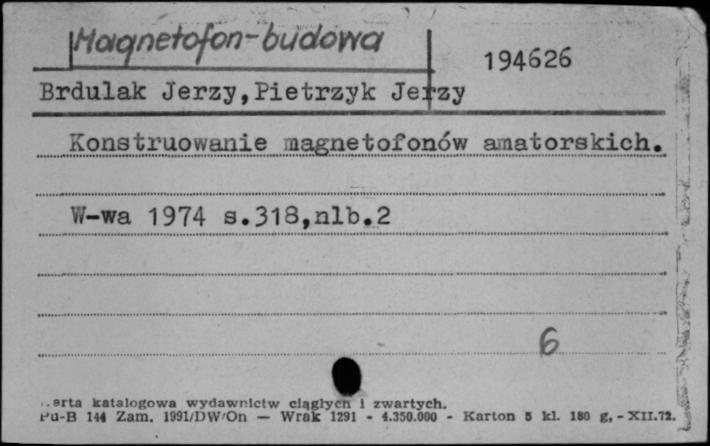 Magnetofon-budowa
194626
Brdulak Jerzy,Pietrzyk Jerzy
Konstruowanie magnetofonów amatorskich.
W-wa 1974 s.318,nlb.2
6
karta katalogowa wydawnictw ciągłych i zwartych.
Pu-B 144 Zam. 1991/DW/On — Wrak 1291 - 4.350.000 - Karton 5 kl. 180 g. - XII.72.